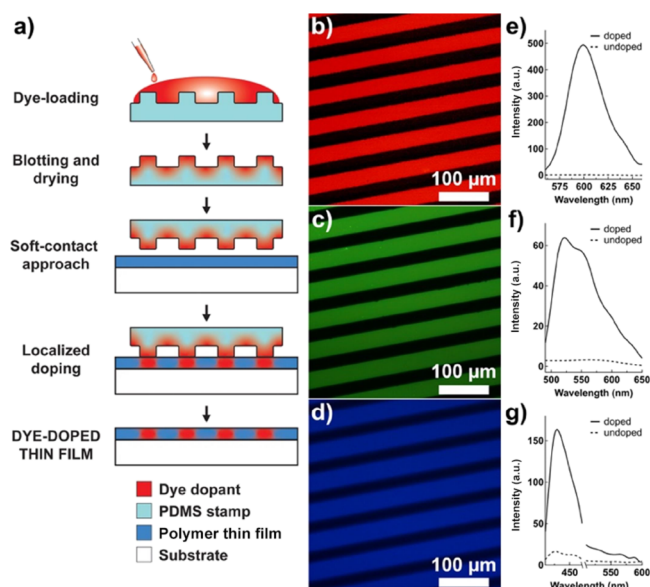 a)
Dye-loading
Blotting and
drying
Soft-contact
approach
Localized
doping
DYE-DOPED
THIN FILM
Dye dopant
PDMS stamp
Polymer thin film
Substrate
b)
100 μm
c)
100 μm
d)
100 μm
e)
doped
undoped
500
400
300
200
100
0
Intensity (a.u.)
575 600 625 650
Wavelength (nm)
f)
doped
undoped
60
40
20
0
Intensity (a.u.)
500 550 600 650
Wavelength (nm)
g)
doped
undoped
150
100
50
0
Intensity (a.u.)
450 550 600
Wavelength (nm)